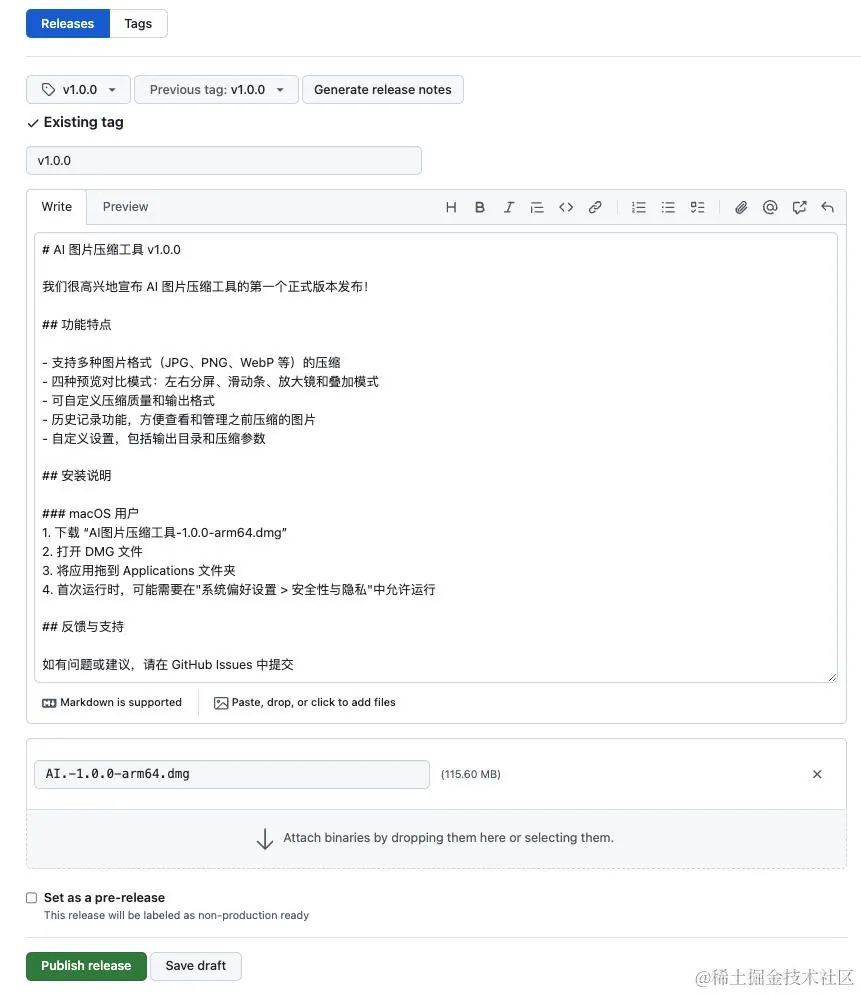 Releases Tags
v1.0.0 Previous tag: v1.0.0 Generate release notes
Existing tag
v1.0.0
Write Preview
# AI 图片压缩工具 v1.0.0
我们很高兴地宣布 AI 图片压缩工具的第一个正式版本发布！
## 功能特点
- 支持多种图片格式（JPG、PNG、WebP 等）的压缩
- 四种预览对比模式：左右分屏、滑动条、放大镜和叠加模式
- 可自定义压缩质量和输出格式
- 历史记录功能，方便查看和管理之前压缩的图片
- 自定义设置，包括输出目录和压缩参数
## 安装说明
### macOS 用户
1. 下载 “AI图片压缩工具-1.0.0-arm64.dmg”
2. 打开 DMG 文件
3. 将应用拖到 Applications 文件夹
4. 首次运行时，可能需要在"系统偏好设置 > 安全性与隐私"中允许运行
## 反馈与支持
如有问题或建议，请在 GitHub Issues 中提交
Markdown is supported Paste, drop, or click to add files
AI.-1.0.0-arm64.dmg (115.60 MB)
Attach binaries by dropping them here or selecting them.
Set as a pre-release
This release will be labeled as non-production ready
Publish release Save draft
@稀土掘金技术社区